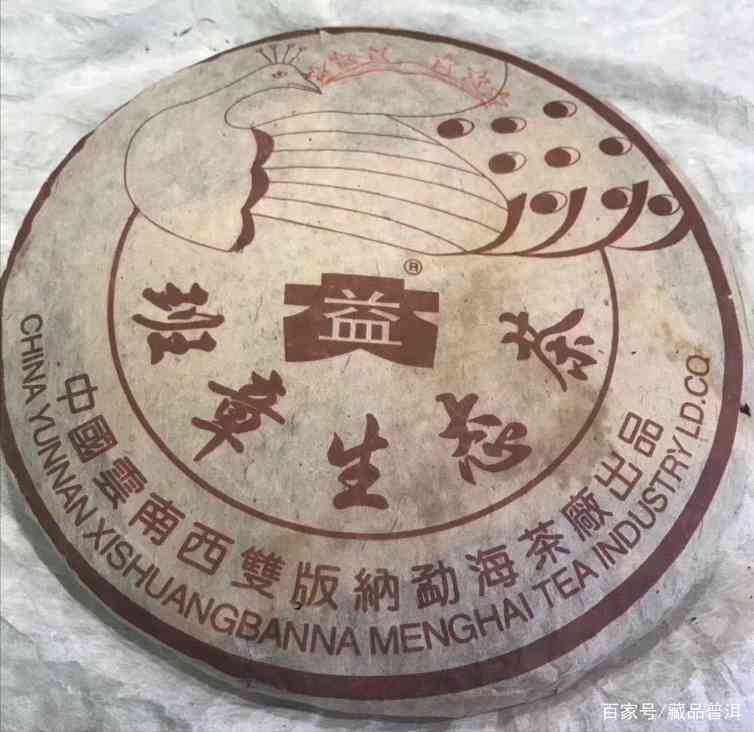 ®
益
班章生态茶
中國雲南西雙版納勐海茶廠出品
CHINA YUNNAN XISHUANGBANNA MENGHAI TEA INDUSTRY LD.CO
百家号/藏品普洱